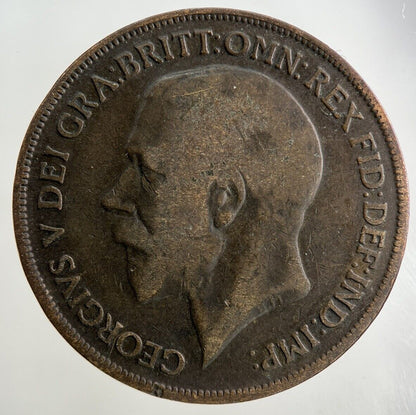 GEORGIVS V DEI GRA:BRITT:OMN:REX FID:DEF:IND:IMP: